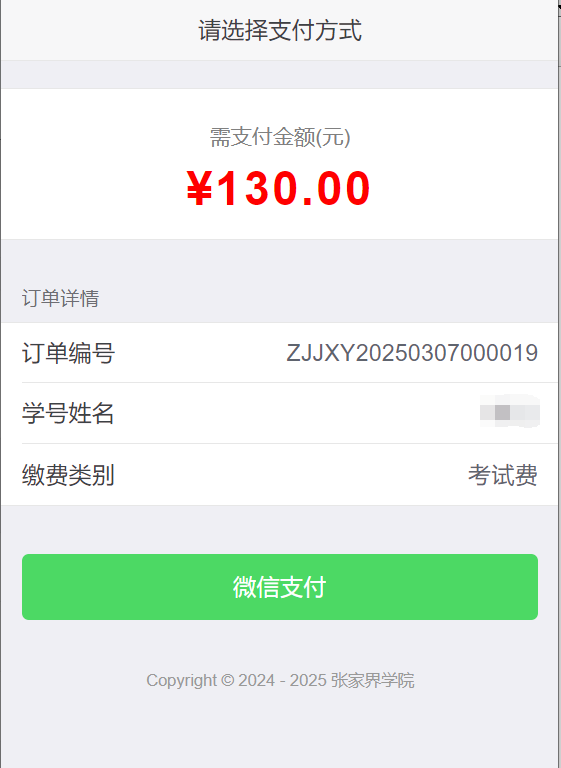 请选择支付方式
需支付金额(元)
¥130.00
订单详情
订单编号 ZJJXY20250307000019
学号姓名
缴费类别 考试费
微信支付
Copyright © 2024 - 2025 张家界学院